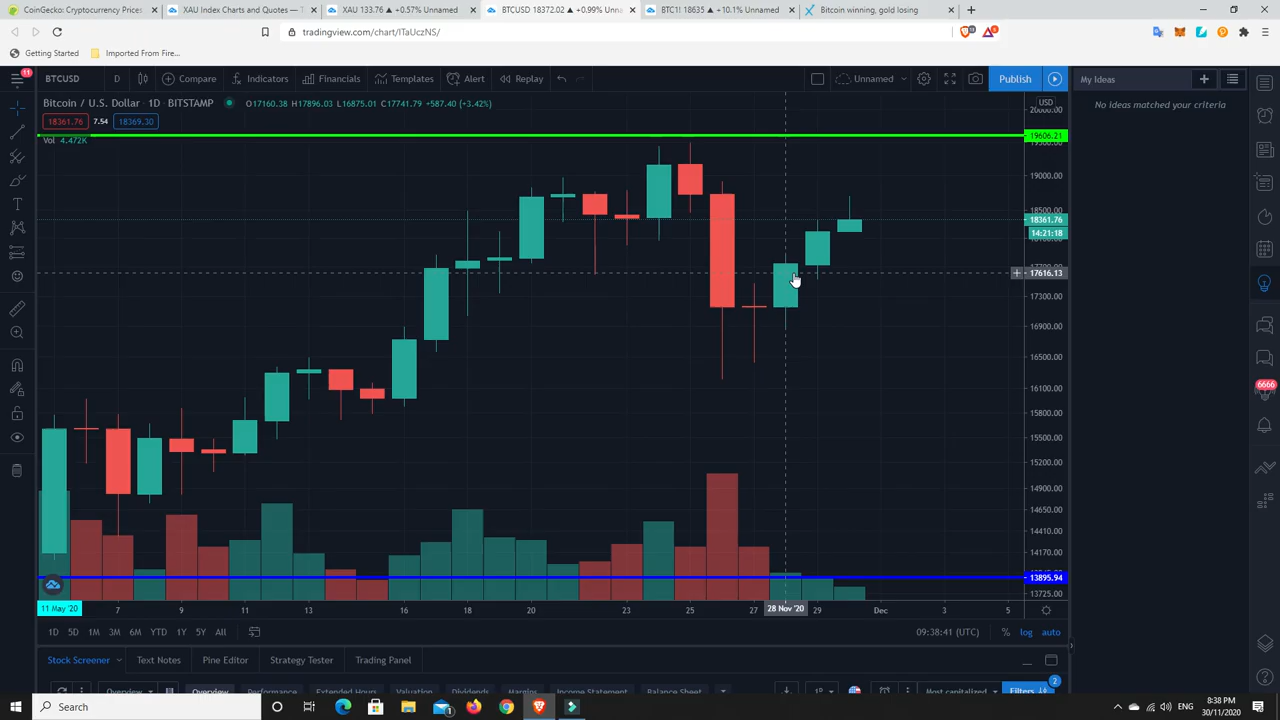 CoinGecko: Cryptocurrency Prices
XAU Index Charts and Quotes — T
XAU 133.76 ▲ +0.57% Unnamed
BTCUSD 18372.02 ▲ +0.99% Unn
BTC1! 18635 ▲ +10.1% Unnamed
Bitcoin winning, gold losing
tradingview.com/chart/ITaUczNS/
Getting Started
Imported From Fire...
11
BTCUSD
D
Compare
Indicators
Financials
Templates
Alert
Replay
Unnamed
Publish
My Ideas
Bitcoin / U.S. Dollar · 1D · BITSTAMP
O17160.38 H17896.03 L16875.01 C17741.79 +587.40 (+3.42%)
USD
No ideas matched your criteria
18361.76
7.54
18369.30
Vol 4.472K
20000.00
19606.21
19000.00
18500.00
18361.76
14:21:18
17616.13
17300.00
16900.00
16500.00
16100.00
15800.00
15500.00
15200.00
14900.00
14650.00
14410.00
14170.00
13895.94
13725.00
6666
11 May '20
7
9
11
13
16
18
20
23
25
27
28 Nov '20
29
Dec
3
5
1D 5D 1M 3M 6M YTD 1Y 5Y All
09:38:41 (UTC)
% log auto
Stock Screener
Text Notes
Pine Editor
Strategy Tester
Trading Panel
2
Overview
Overview
Performance
Extended Hours
Valuation
Dividends
Margins
Income Statement
Balance Sheet
Most capitalized
Filters
Search
1
ENG
8:38 PM
30/11/2020